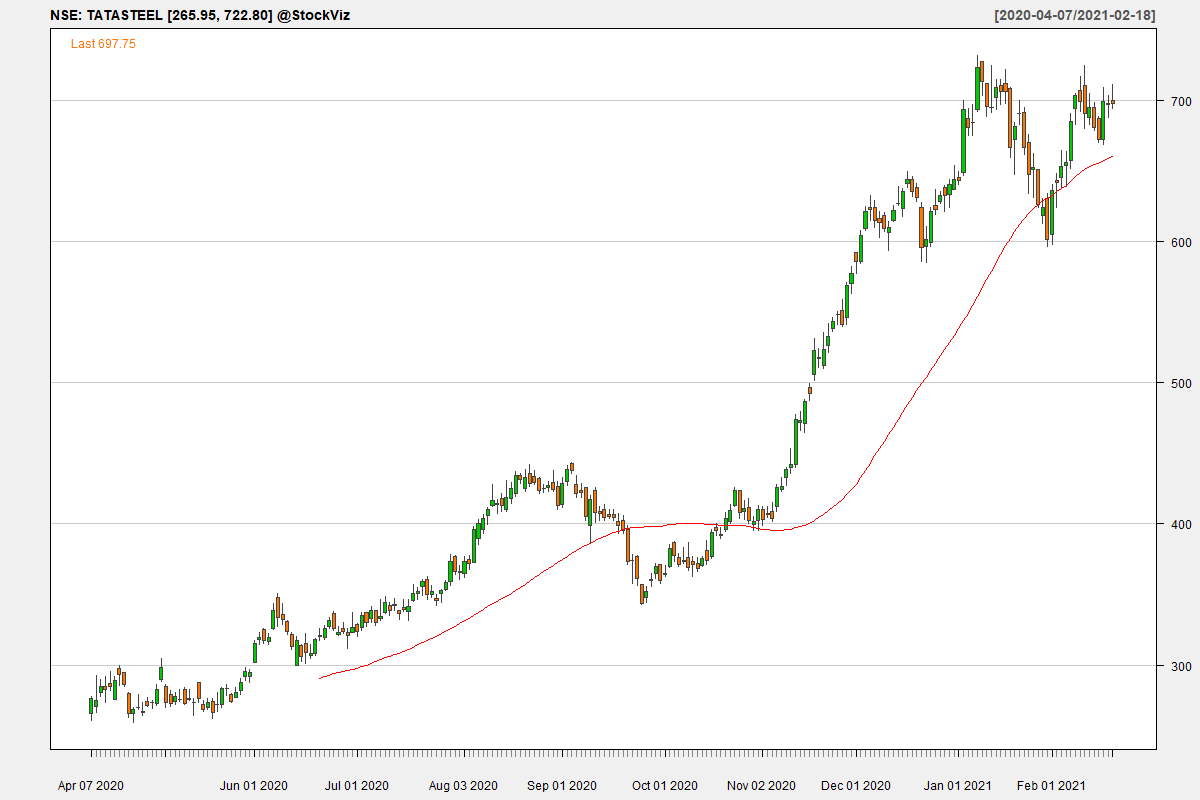 NSE: TATASTEEL [265.95, 722.80] @StockViz
[2020-04-07/2021-02-18]
Last 697.75
700
600
500
400
300
Apr 07 2020
Jun 01 2020
Jul 01 2020
Aug 03 2020
Sep 01 2020
Oct 01 2020
Nov 02 2020
Dec 01 2020
Jan 01 2021
Feb 01 2021